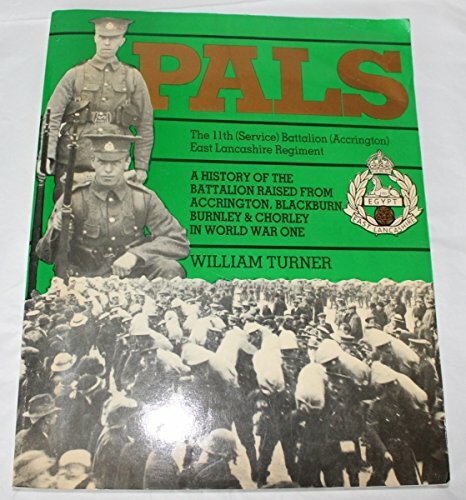 PALS
The 11th (Service) Battalion (Accrington)
East Lancashire Regiment
A HISTORY OF THE
BATTALION RAISED FROM
ACCRINGTON, BLACKBURN
BURNLEY & CHORLEY
IN WORLD WAR ONE
EGYPT
EAST LANCASHIRE
WILLIAM TURNER